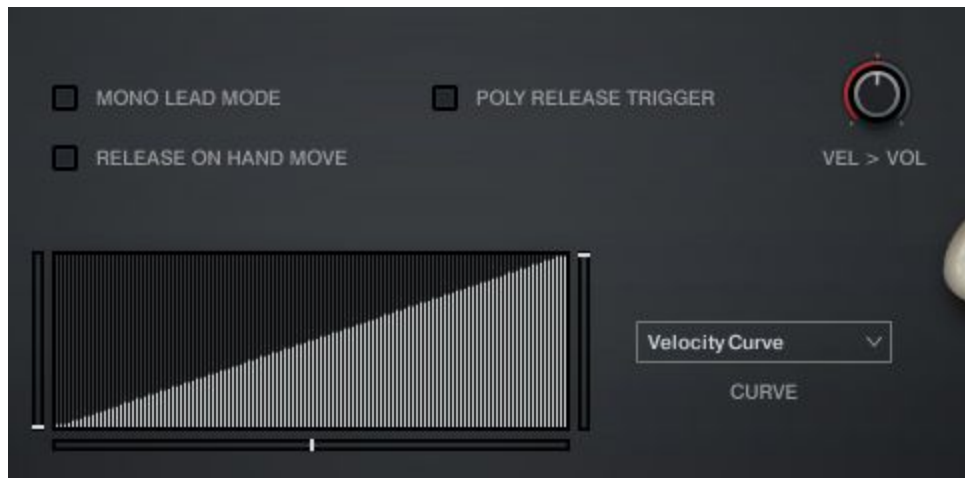 MONO LEAD MODE
POLY RELEASE TRIGGER
RELEASE ON HAND MOVE
VEL > VOL
Velocity Curve
CURVE